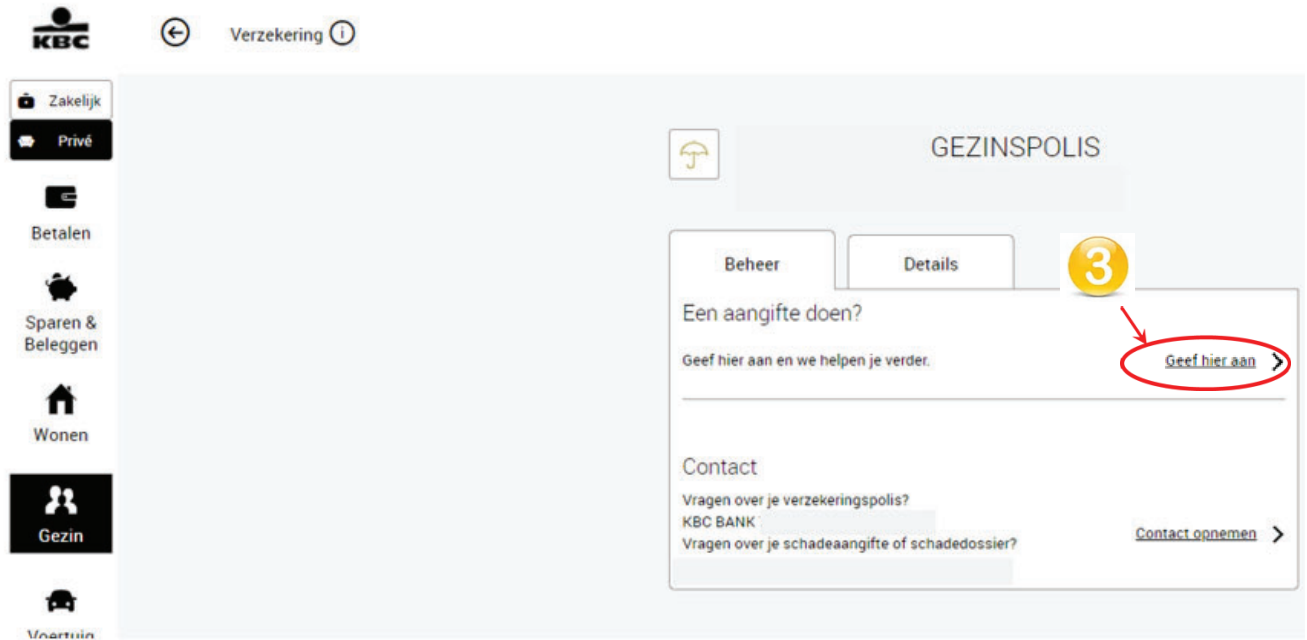 KBC
Verzekering i
Zakelijk
Privé
Betalen
Sparen &
Beleggen
Wonen
Gezin
Voertuig
GEZINSPOLIS
Beheer
Details
3
Een aangifte doen?
Geef hier aan en we helpen je verder.
Geef hier aan
Contact
Vragen over je verzekeringspolis?
KBC BANK
Vragen over je schadeaangifte of schadedossier?
Contact opnemen